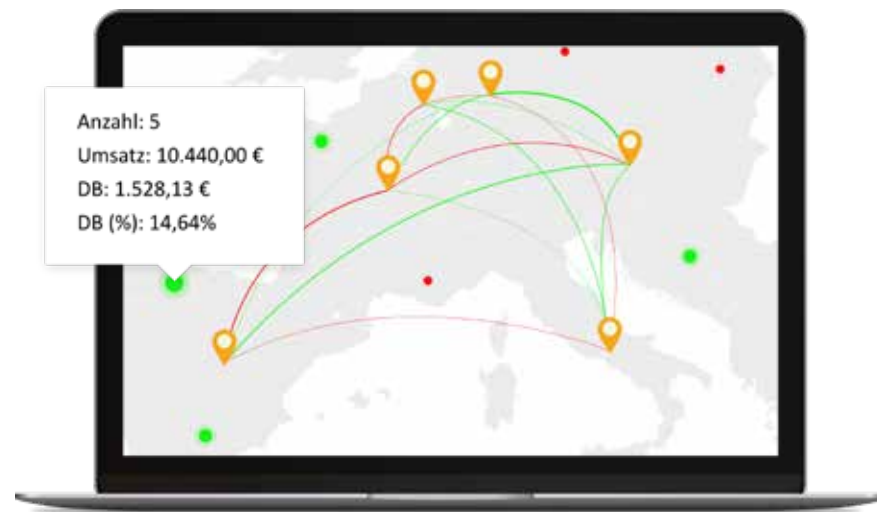 Anzahl: 5
Umsatz: 10.440,00 €
DB: 1.528,13 €
DB (%): 14,64%